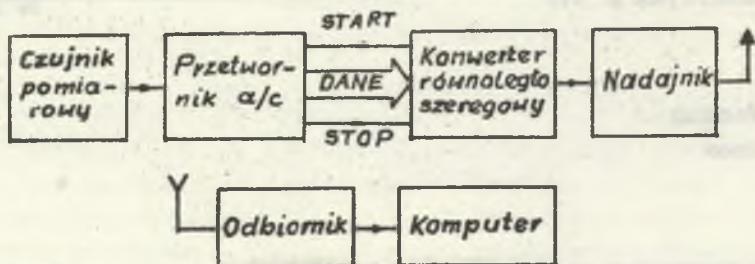 START
Czujnik
pomia-
rowy
Przetwor-
nik a/c
DANE
STOP
Konwerter
równoległo
szeregowy
Nadajnik
Odbiornik
Komputer